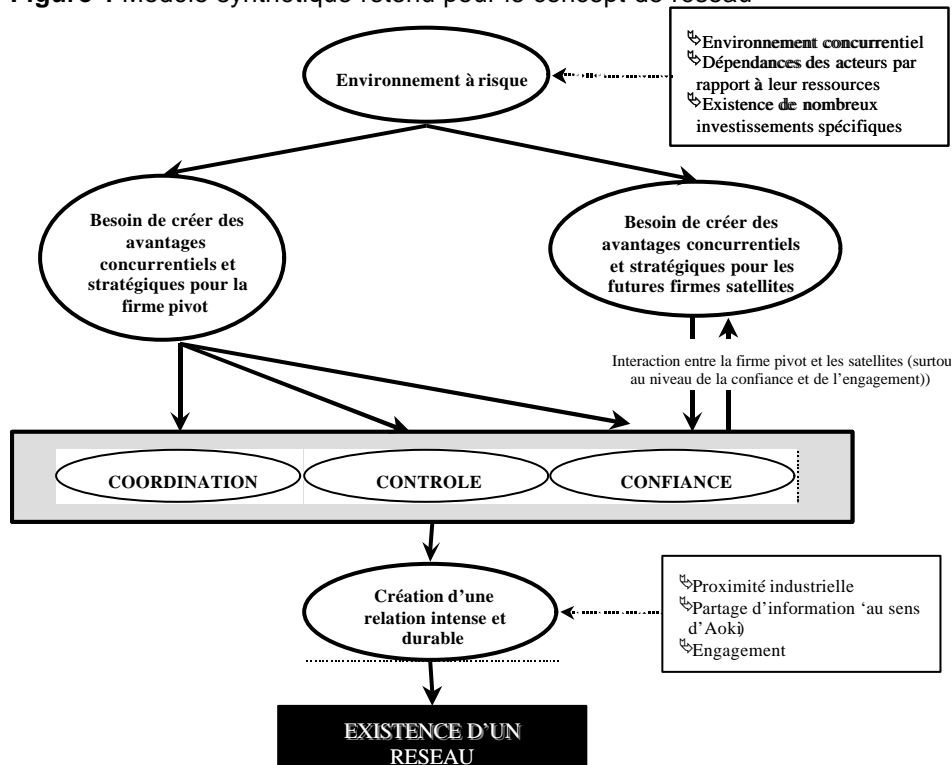 Modèle synthétique retenu pour le concept de réseau
Environnement à risque
Environnement concurrentiel
Dépendances des acteurs par
rapport à leur ressources
Existence de nombreux
investissements spécifiques
Besoin de créer des
avantages
concurrentiels et
stratégiques pour la
firme pivot
Besoin de créer des
avantages concurrentiels
et stratégiques pour les
futures firmes satellites
Interaction entre la firme pivot et les satellites (surtou
au niveau de la confiance et de l’engagement))
COORDINATION
CONTROLE
CONFIANCE
Création d’une
relation intense et
durable
Proximité industrielle
Partage d’information ‘au sens
d’Aoki)
Engagement
EXISTENCE D’UN
RESEAU